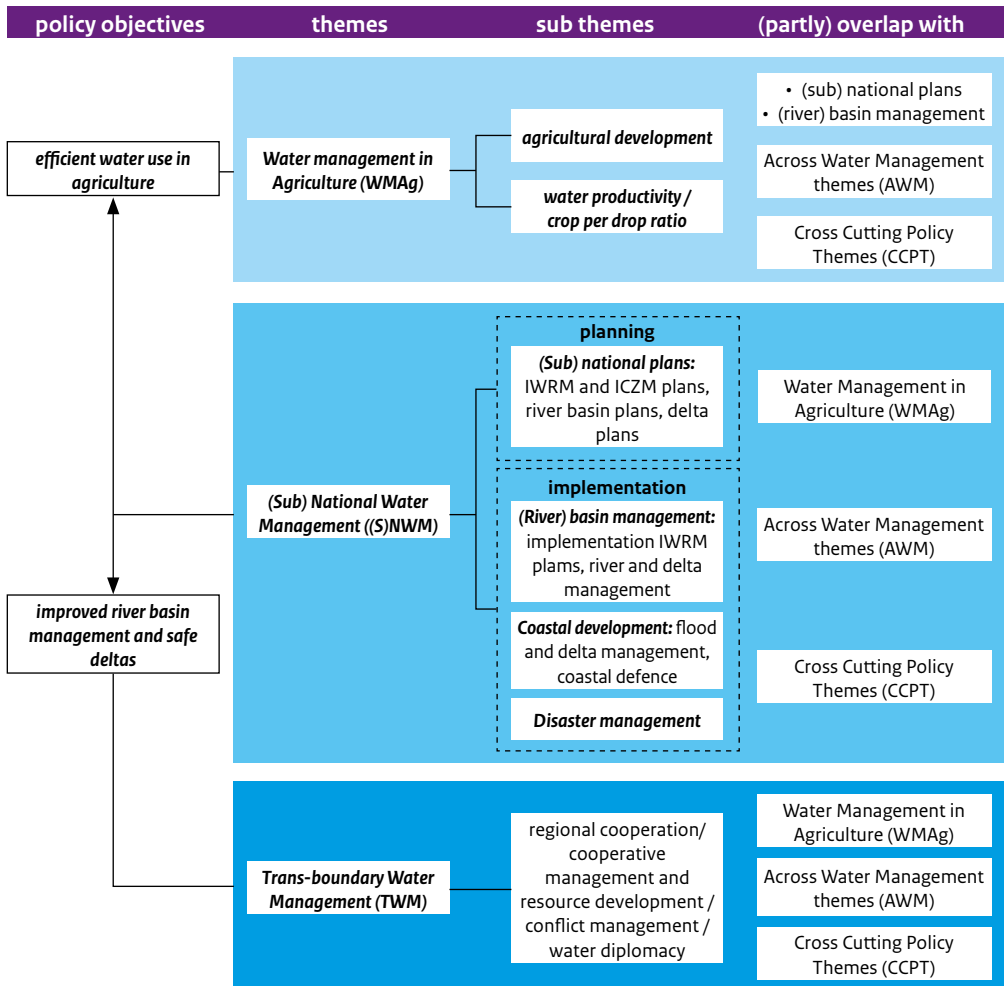 policy objectives
themes
sub themes
(partly) overlap with
efficient water use in
agriculture
Water management in
Agriculture (WMAg)
agricultural development
water productivity /
crop per drop ratio
• (sub) national plans
• (river) basin management
Across Water Management
themes (AWM)
Cross Cutting Policy
Themes (CCPT)
improved river basin
management and safe
deltas
(Sub) National Water
Management ((S)NWM)
planning
(Sub) national plans:
IWRM and ICZM plans,
river basin plans, delta
plans
implementation
(River) basin management:
implementation IWRM
plams, river and delta
management
Coastal development: flood
and delta management,
coastal defence
Disaster management
Water Management in
Agriculture (WMAg)
Across Water Management
themes (AWM)
Cross Cutting Policy
Themes (CCPT)
Trans-boundary Water
Management (TWM)
regional cooperation/
cooperative
management and
resource development /
conflict management /
water diplomacy
Water Management in
Agriculture (WMAg)
Across Water Management
themes (AWM)
Cross Cutting Policy
Themes (CCPT)